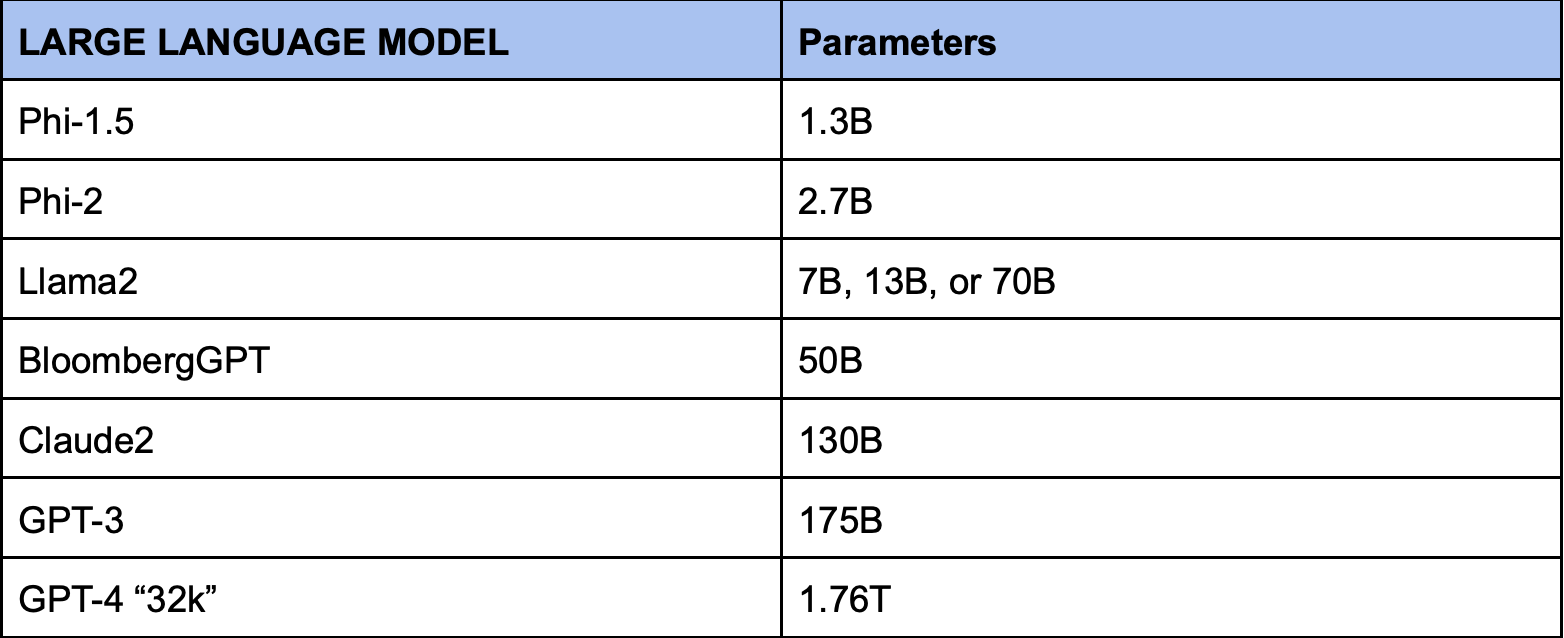 LARGE LANGUAGE MODEL Parameters
Phi-1.5 1.3B
Phi-2 2.7B
Llama2 7B, 13B, or 70B
BloombergGPT 50B
Claude2 130B
GPT-3 175B
GPT-4 “32k” 1.76T